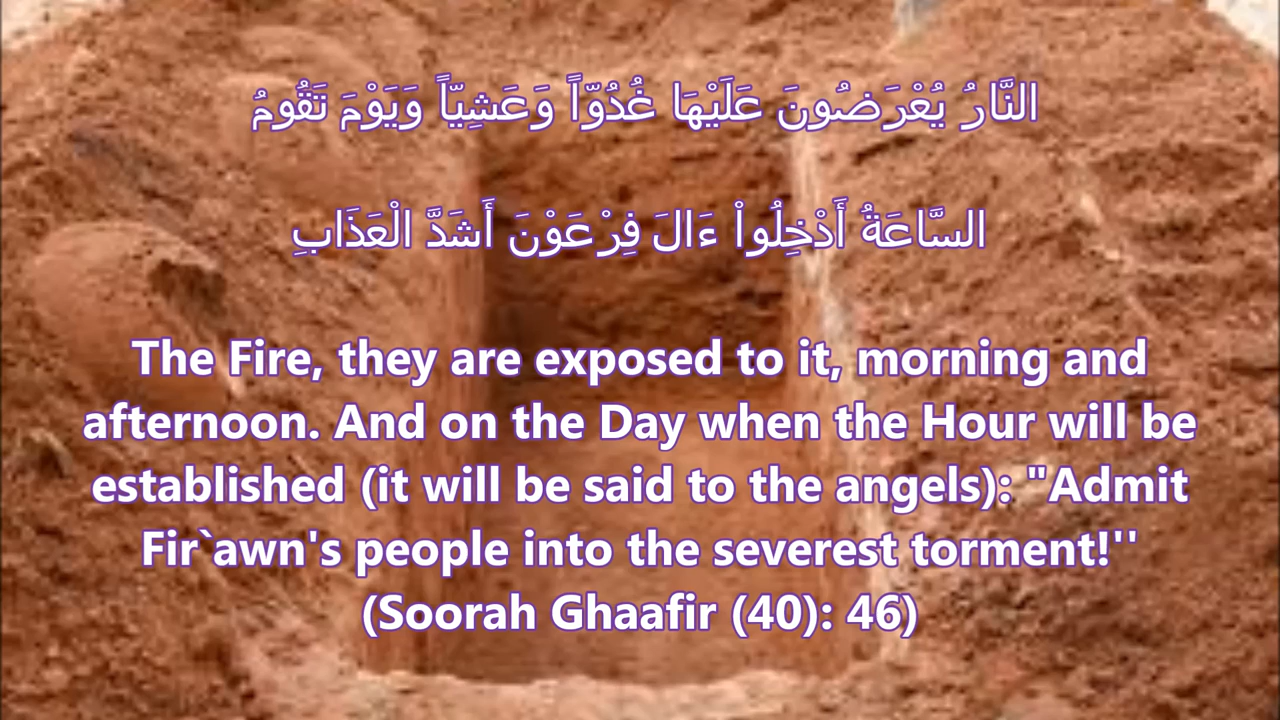 النَّارُ يُعْرَضُونَ عَلَيْهَا غُدُوّاً وَعَشِيّاً وَيَوْمَ تَقُومُ
السَّاعَةُ أَدْخِلُواْ ءَالَ فِرْعَوْنَ أَشَدَّ الْعَذَابِ
The Fire, they are exposed to it, morning and
afternoon. And on the Day when the Hour will be
established (it will be said to the angels): "Admit
Fir`awn's people into the severest torment!''
(Soorah Ghaafir (40): 46)